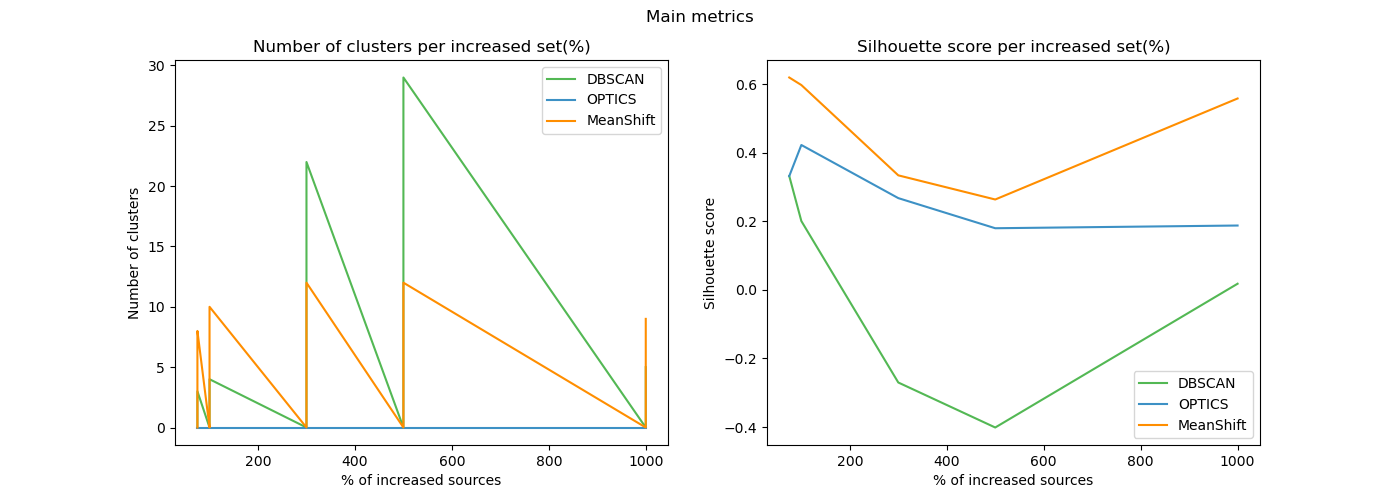 Main metrics
Number of clusters per increased set(%)
Number of clusters
30
25
20
15
10
5
0
200 400 600 800 1000
% of increased sources
DBSCAN
OPTICS
MeanShift
Silhouette score per increased set(%)
Silhouette score
0.6
0.4
0.2
0.0
−0.2
−0.4
200 400 600 800 1000
% of increased sources
DBSCAN
OPTICS
MeanShift